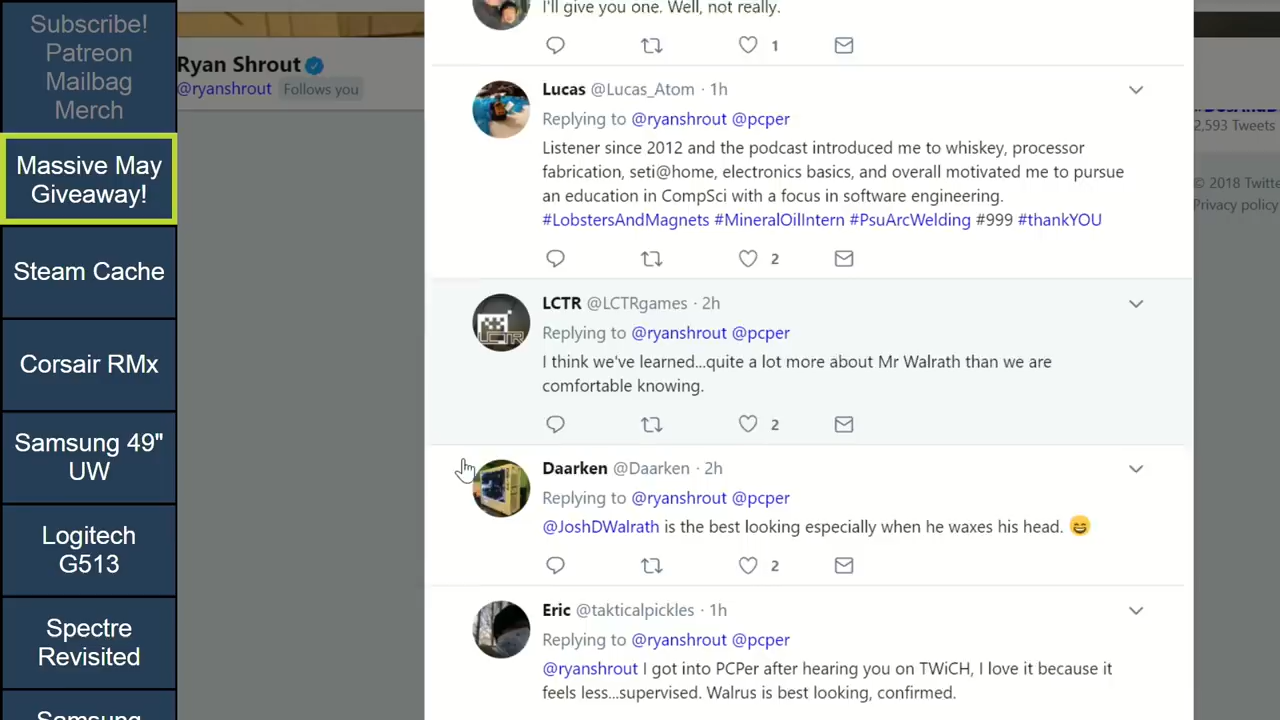 Subscribe!
Patreon
Mailbag
Merch
Massive May
Giveaway!
Steam Cache
Corsair RMx
Samsung 49"
UW
Logitech
G513
Spectre
Revisited
Samsung
Ryan Shrout
@ryanshrout Follows you
I'll give you one. Well, not really.
1
Lucas @Lucas_Atom · 1h
Replying to @ryanshrout @pcper
Listener since 2012 and the podcast introduced me to whiskey, processor
fabrication, seti@home, electronics basics, and overall motivated me to pursue
an education in CompSci with a focus in software engineering.
#LobstersAndMagnets #MineralOilIntern #PsuArcWelding #999 #thankYOU
2
LCTR @LCTRgames · 2h
Replying to @ryanshrout @pcper
I think we've learned...quite a lot more about Mr Walrath than we are
comfortable knowing.
2
Daarken @Daarken · 2h
Replying to @ryanshrout @pcper
@JoshDWalrath is the best looking especially when he waxes his head. 😄
2
Eric @takticalpickles · 1h
Replying to @ryanshrout @pcper
@ryanshrout I got into PCPer after hearing you on TWiCH, I love it because it
feels less...supervised. Walrus is best looking, confirmed.
2,593 Tweets
© 2018 Twitte
Privacy policy